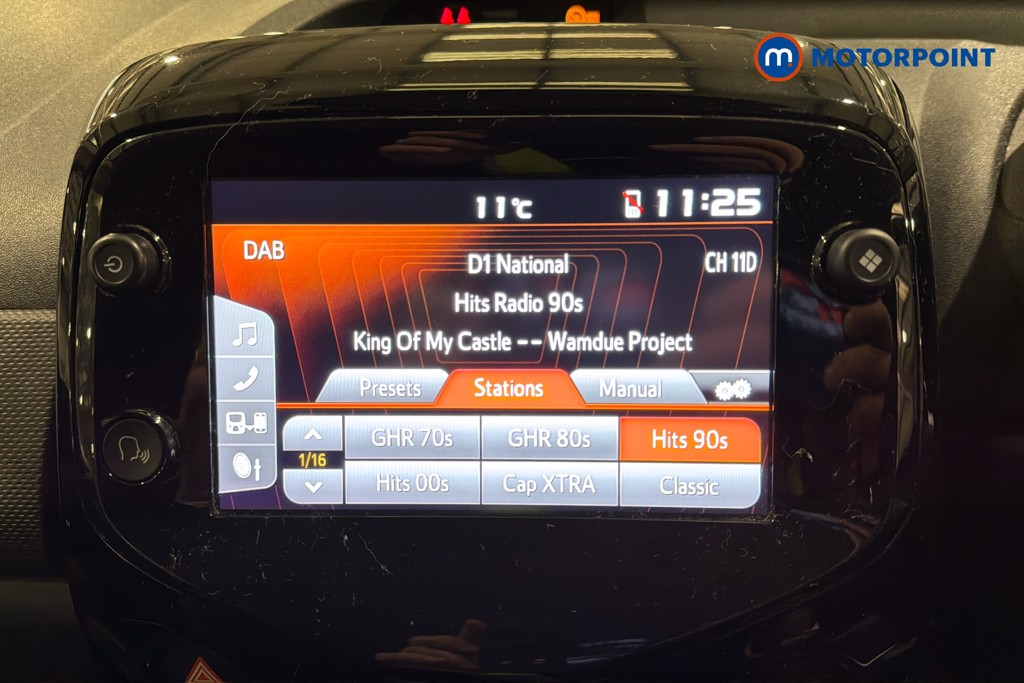 m MOTORPOINT
11°C 11:25
DAB D1 National CH 11D
Hits Radio 90s
King Of My Castle -- Wamdue Project
Presets Stations Manual
GHR 70s GHR 80s Hits 90s
1/16
Hits 00s Cap XTRA Classic